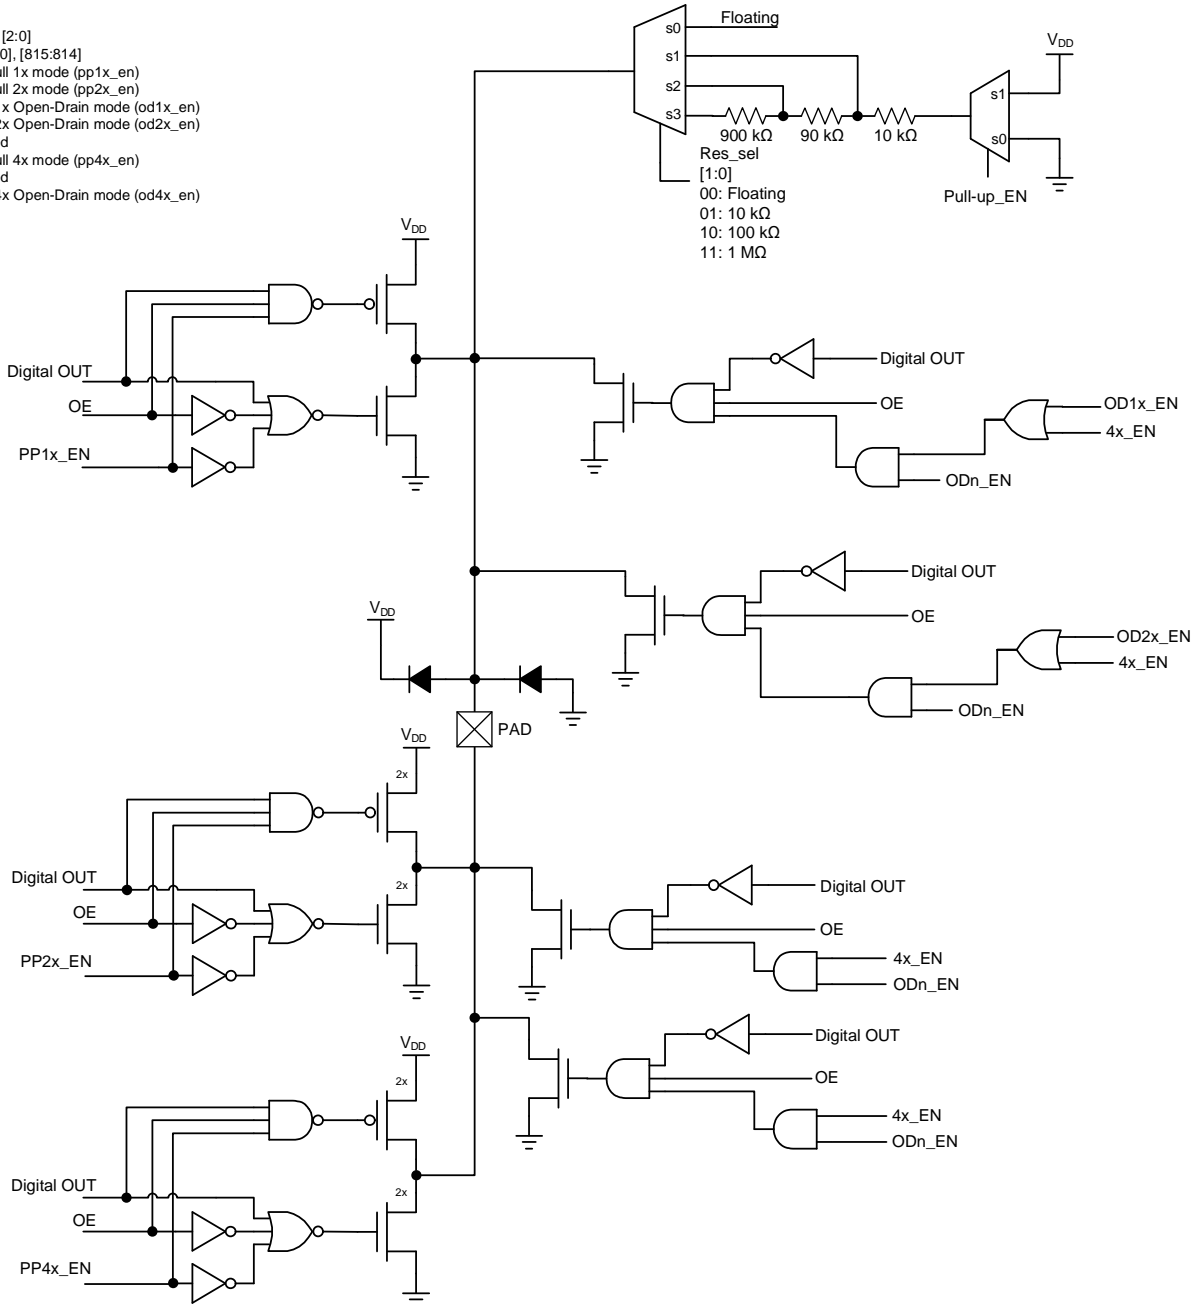 [2:0]
0], [815:814]
ull 1x mode (pp1x_en)
ull 2x mode (pp2x_en)
x Open-Drain mode (od1x_en)
2x Open-Drain mode (od2x_en)
d
ull 4x mode (pp4x_en)
d
4x Open-Drain mode (od4x_en)
Floating
s0
s1
s2
s3
900 kΩ
90 kΩ
10 kΩ
VDD
s1
s0
Pull-up_EN
Res_sel
[1:0]
00: Floating
01: 10 kΩ
10: 100 kΩ
11: 1 MΩ
VDD
Digital OUT
OE
PP1x_EN
Digital OUT
OE
OD1x_EN
4x_EN
ODn_EN
Digital OUT
OE
OD2x_EN
4x_EN
ODn_EN
VDD
PAD
VDD
2x
2x
Digital OUT
OE
PP2x_EN
Digital OUT
OE
4x_EN
ODn_EN
Digital OUT
OE
4x_EN
ODn_EN
VDD
2x
2x
Digital OUT
OE
PP4x_EN